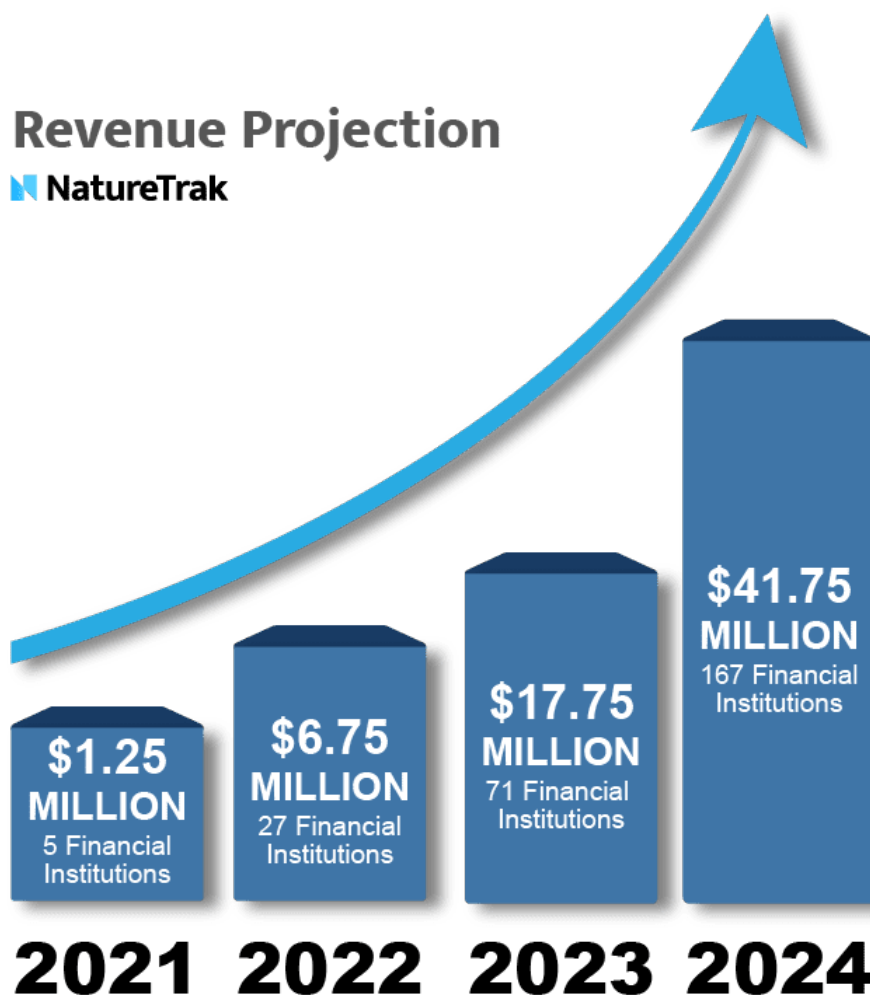 Revenue Projection
NatureTrak
$1.25
MILLION
5 Financial
Institutions
$6.75
MILLION
27 Financial
Institutions
$17.75
MILLION
71 Financial
Institutions
$41.75
MILLION
167 Financial
Institutions
2021
2022
2023
2024